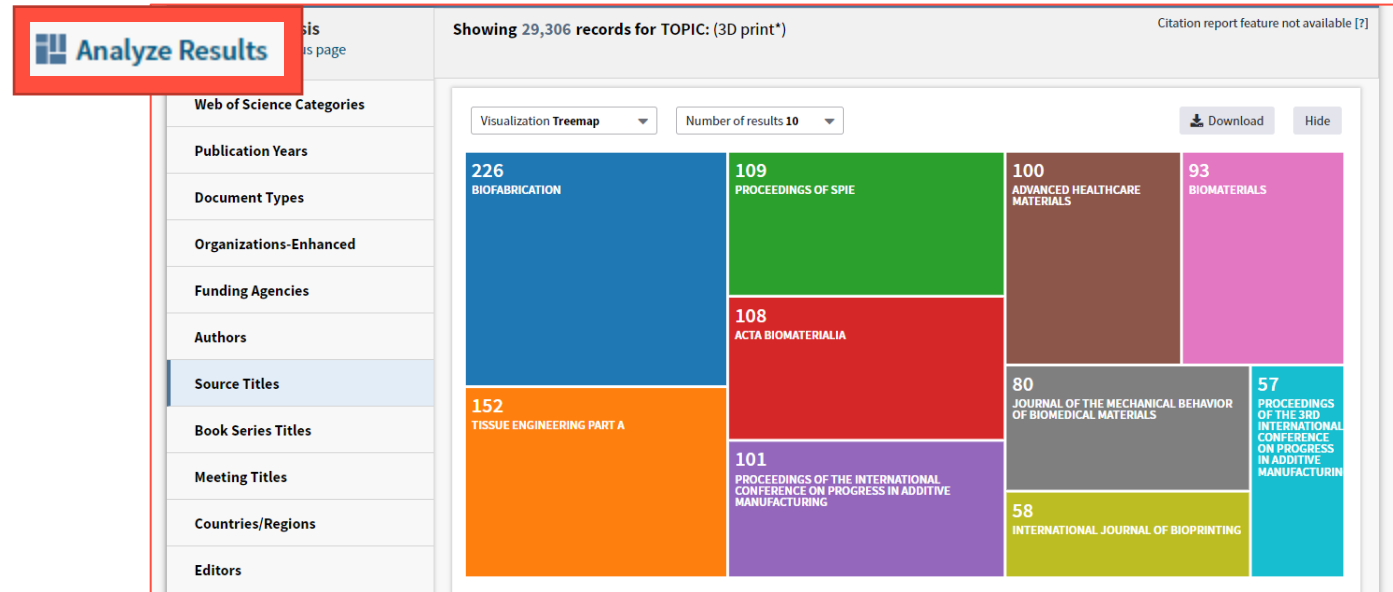 Analyze Results
sis
us page
Showing 29,306 records for TOPIC: (3D print*)
Citation report feature not available [?]
Web of Science Categories
Publication Years
Document Types
Organizations-Enhanced
Funding Agencies
Authors
Source Titles
Book Series Titles
Meeting Titles
Countries/Regions
Editors
Visualization Treemap
Number of results 10
Download
Hide
226
BIOFABRICATION
152
TISSUE ENGINEERING PART A
109
PROCEEDINGS OF SPIE
108
ACTA BIOMATERIALIA
101
PROCEEDINGS OF THE INTERNATIONAL
CONFERENCE ON PROGRESS IN ADDITIVE
MANUFACTURING
100
ADVANCED HEALTHCARE
MATERIALS
93
BIOMATERIALS
80
JOURNAL OF THE MECHANICAL BEHAVIOR
OF BIOMEDICAL MATERIALS
58
INTERNATIONAL JOURNAL OF BIOPRINTING
57
PROCEEDINGS
OF THE 3RD
INTERNATIONAL
CONFERENCE
ON PROGRESS
IN ADDITIVE
MANUFACTURIN